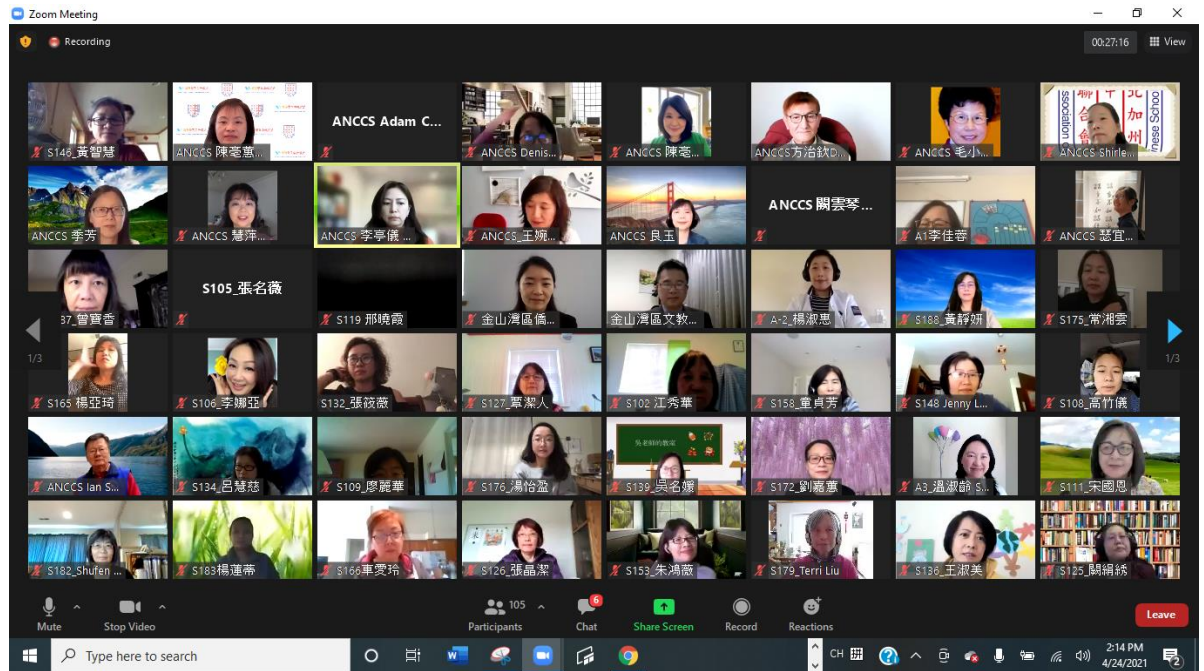 Zoom Meeting
Recording
00:27:16
View
S146_黃智慧
ANCCS 陳亳蔥...
ANCCS Adam C...
ANCCS Denis...
ANCCS 陳亳...
ANCCS方治欽D...
ANCCS 毛小...
ANCCS Shirle...
ANCCS 季芳
ANCCS 慧萍...
ANCCS 李亭儀...
ANCCS_王婉...
ANCCS 良玉
ANCCS 闕雲琴...
A1李佳蓉
ANCCS 瑟宜...
87_曾寶香
S105_張名薇
S119 邢曉霞
金山灣區僑...
金山灣區文教...
A-2_楊淑惠
S188_黃靜妍
S175_常湘雲
1/3
1/3
S165 楊亞琦
S106_李娜亞
S132_張筱薇
S127_覃潔人
S102 江秀華
S158_童貞芳
S148 Jenny L...
S108_高竹儀
ANCCS Ian S...
S134_呂慧慈
S109_廖麗華
S176_湯怡盈
S139_吳名媛
S172_劉嘉蕙
A3_溫淑齡 S...
S111_宋國恩
S182_Shufen ...
S183楊蓮蒂
S166車愛玲
S126_張晶潔
S153_朱鴻薇
S179_Terri Liu
S136_王淑美
S125_闕絹綉
Mute
Stop Video
105
Participants
6
Chat
Share Screen
Record
Reactions
Leave
Type here to search
CH
2:14 PM
4/24/2021
2